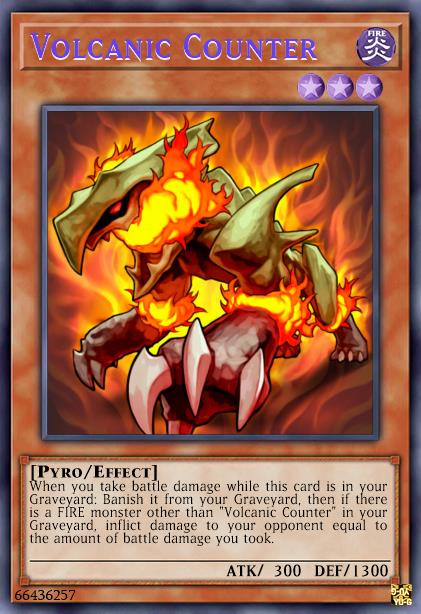 VOLCANIC COUNTER
FIRE
炎
[PYRO/EFFECT]
When you take battle damage while this card is in your
Graveyard: Banish it from your Graveyard, then if there
is a FIRE monster other than "Volcanic Counter" in your
Graveyard, inflict damage to your opponent equal to
the amount of battle damage you took.
ATK/ 300 DEF/1300
66436257